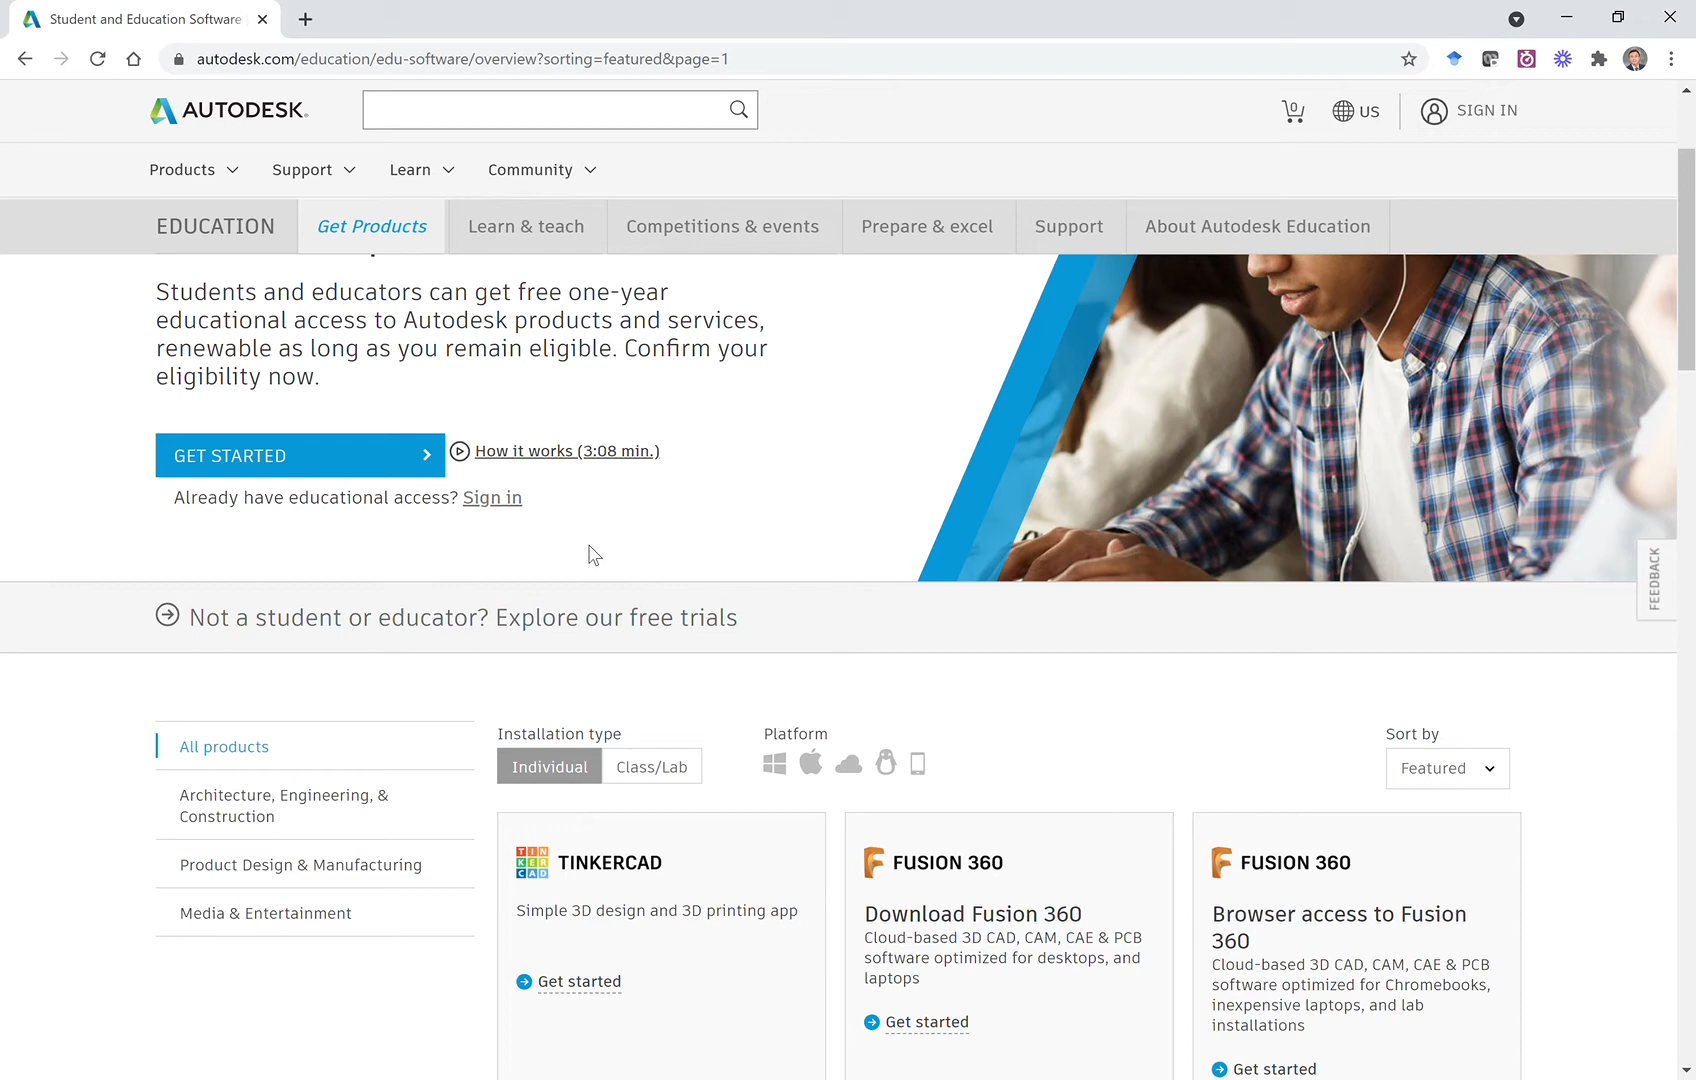 Student and Education Software
autodesk.com/education/edu-software/overview?sorting=featured&page=1
AUTODESK.
0
US
SIGN IN
Products
Support
Learn
Community
EDUCATION
Get Products
Learn & teach
Competitions & events
Prepare & excel
Support
About Autodesk Education
Students and educators can get free one-year
educational access to Autodesk products and services,
renewable as long as you remain eligible. Confirm your
eligibility now.
GET STARTED
How it works (3:08 min.)
Already have educational access? Sign in
FEEDBACK
Not a student or educator? Explore our free trials
All products
Architecture, Engineering, &
Construction
Product Design & Manufacturing
Media & Entertainment
Installation type
Individual
Class/Lab
Platform
Sort by
Featured
TIN
KER
CAD
TINKERCAD
Simple 3D design and 3D printing app
Get started
FUSION 360
Download Fusion 360
Cloud-based 3D CAD, CAM, CAE & PCB
software optimized for desktops, and
laptops
Get started
FUSION 360
Browser access to Fusion
360
Cloud-based 3D CAD, CAM, CAE & PCB
software optimized for Chromebooks,
inexpensive laptops, and lab
installations
Get started